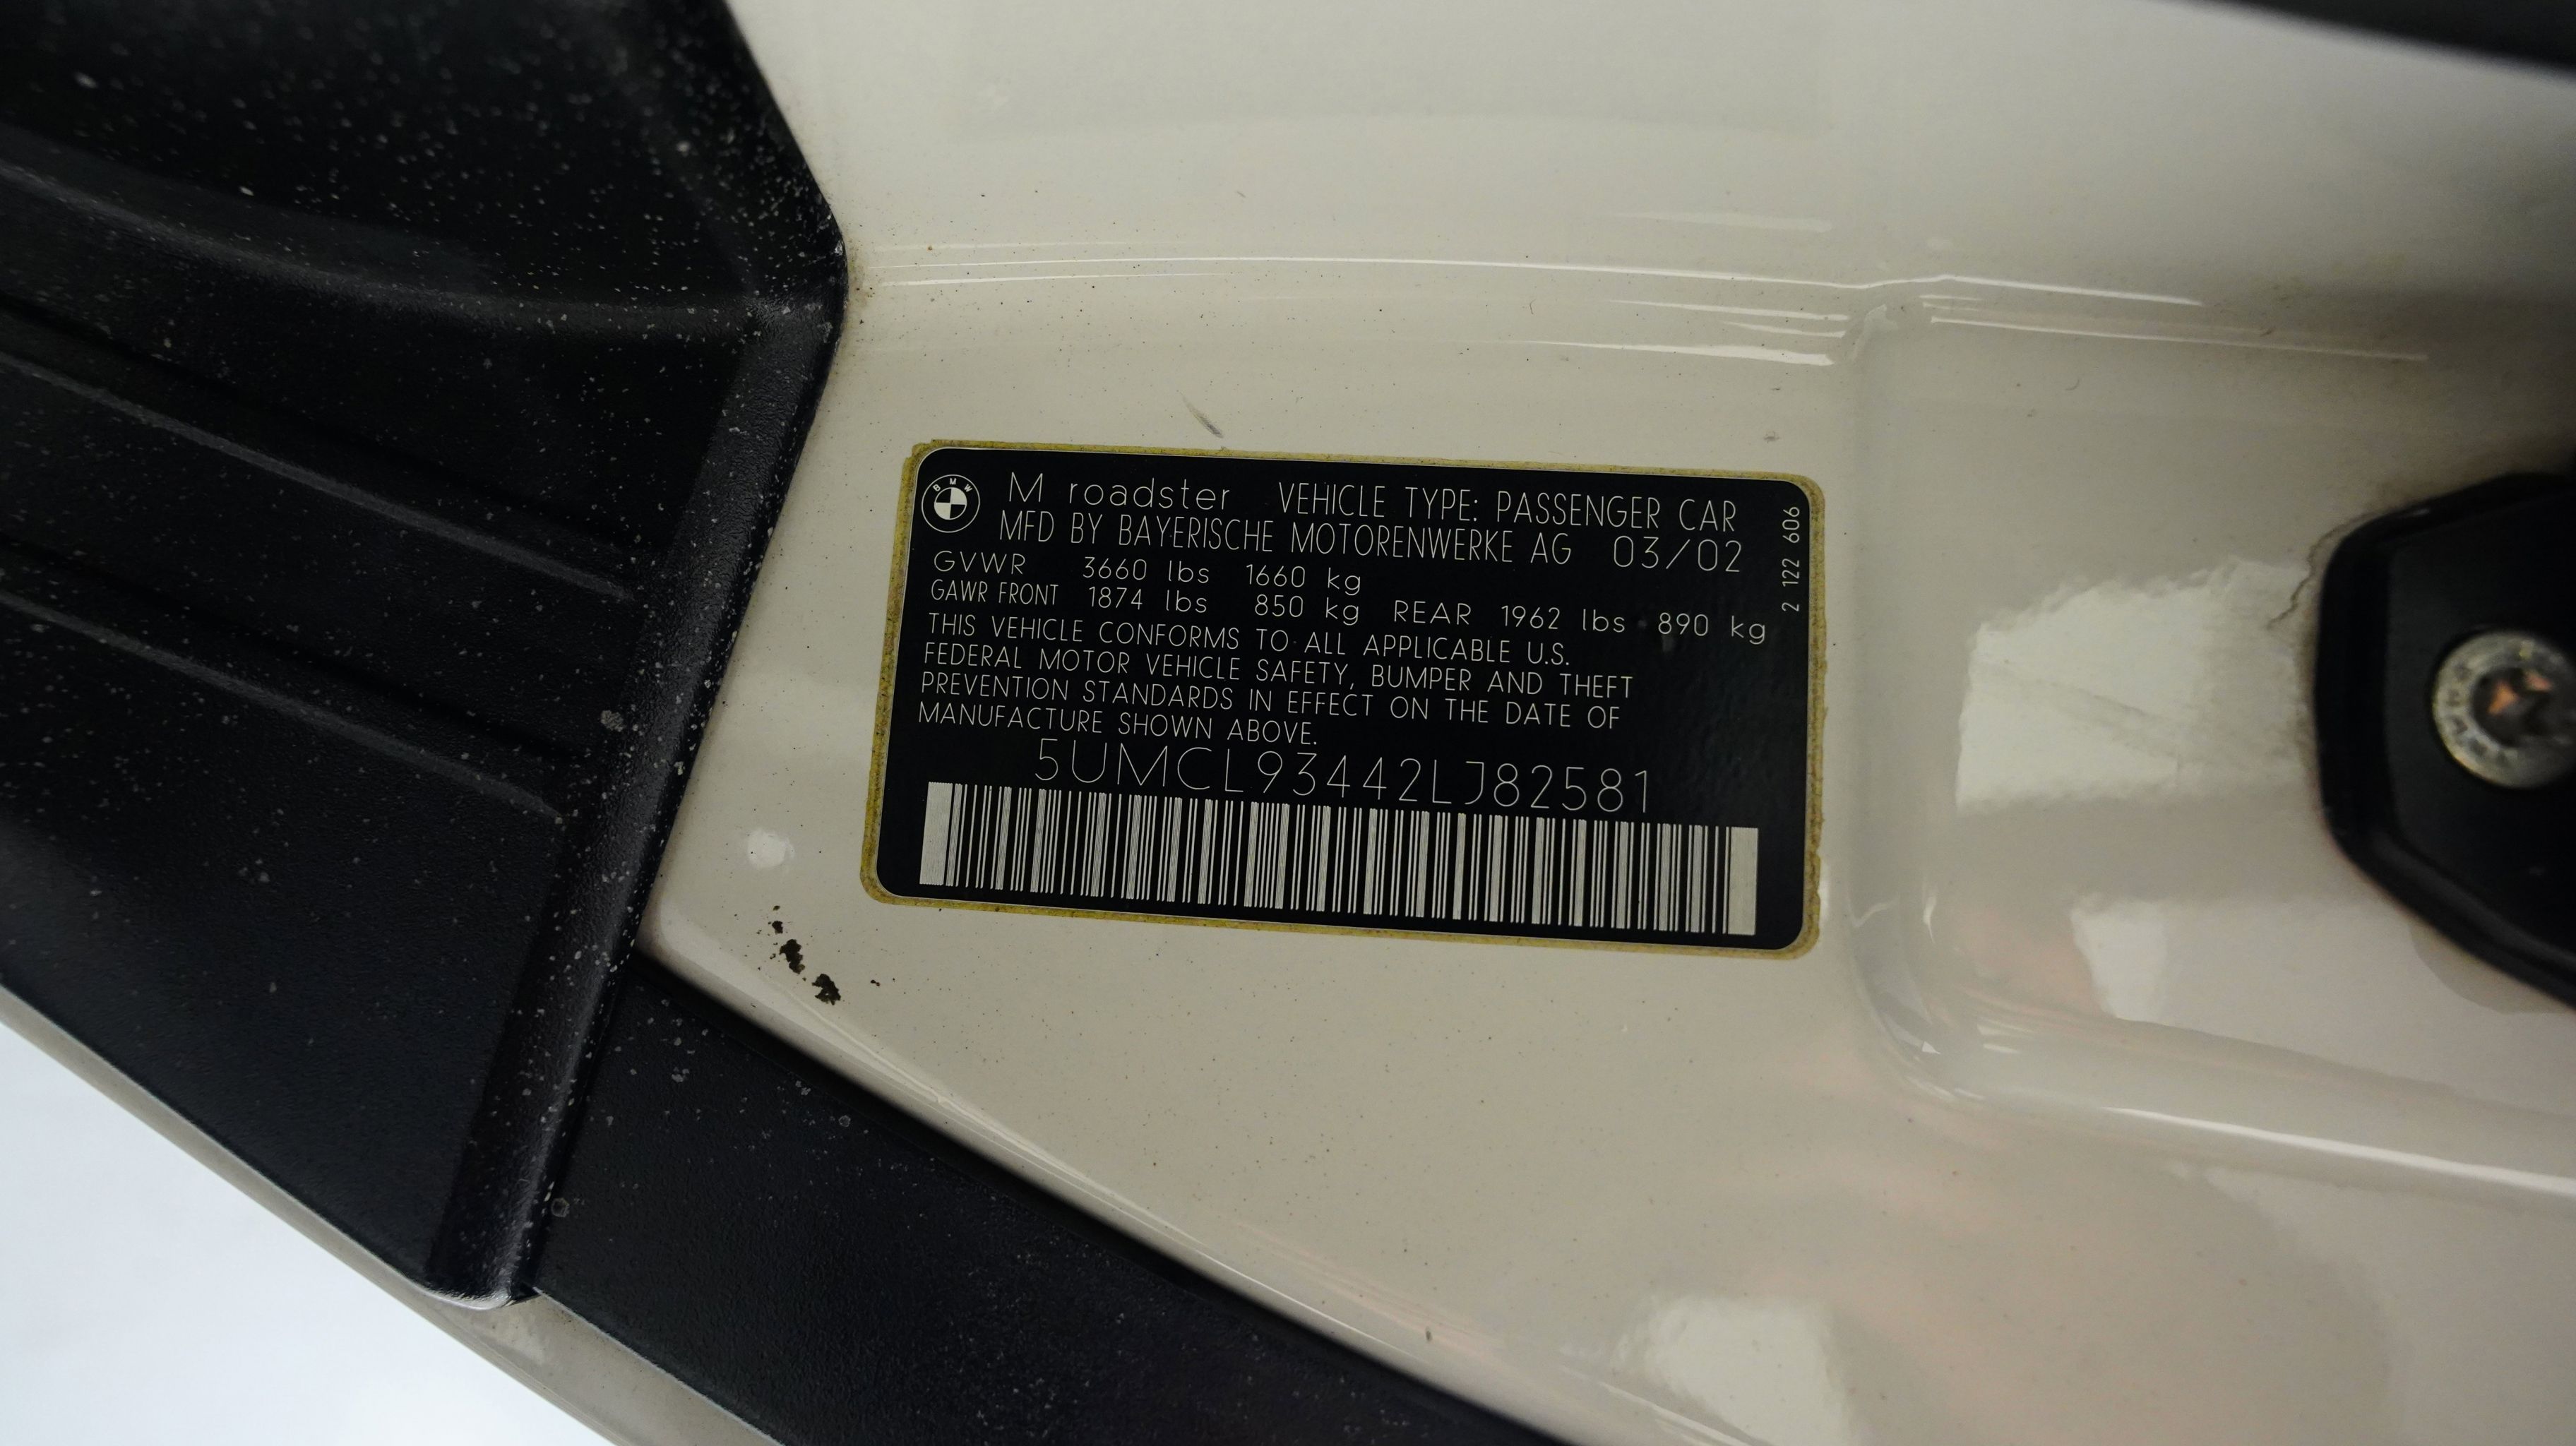 BMW
M roadster VEHICLE TYPE: PASSENGER CAR
MFD BY BAYERISCHE MOTORENWERKE AG 03/02
GVWR 3660 lbs 1660 kg
GAWR FRONT 1874 lbs 850 kg REAR 1962 lbs 890 kg
THIS VEHICLE CONFORMS TO ALL APPLICABLE U.S.
FEDERAL MOTOR VEHICLE SAFETY, BUMPER AND THEFT
PREVENTION STANDARDS IN EFFECT ON THE DATE OF
MANUFACTURE SHOWN ABOVE.
5UMCL93442LJ82581
2 122 606